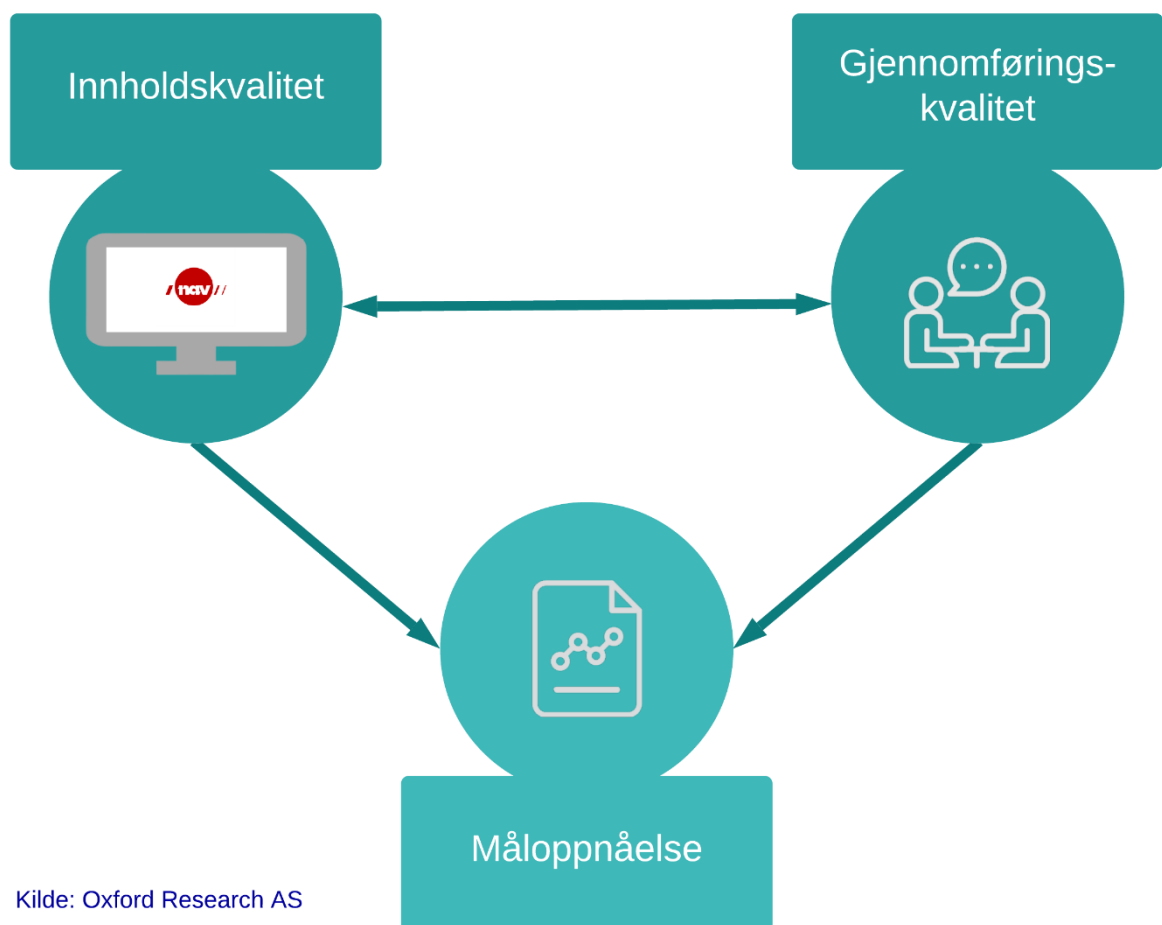 Innholdskvalitet
Gjennomførings-
kvalitet
nav
Måloppnåelse
Kilde: Oxford Research AS